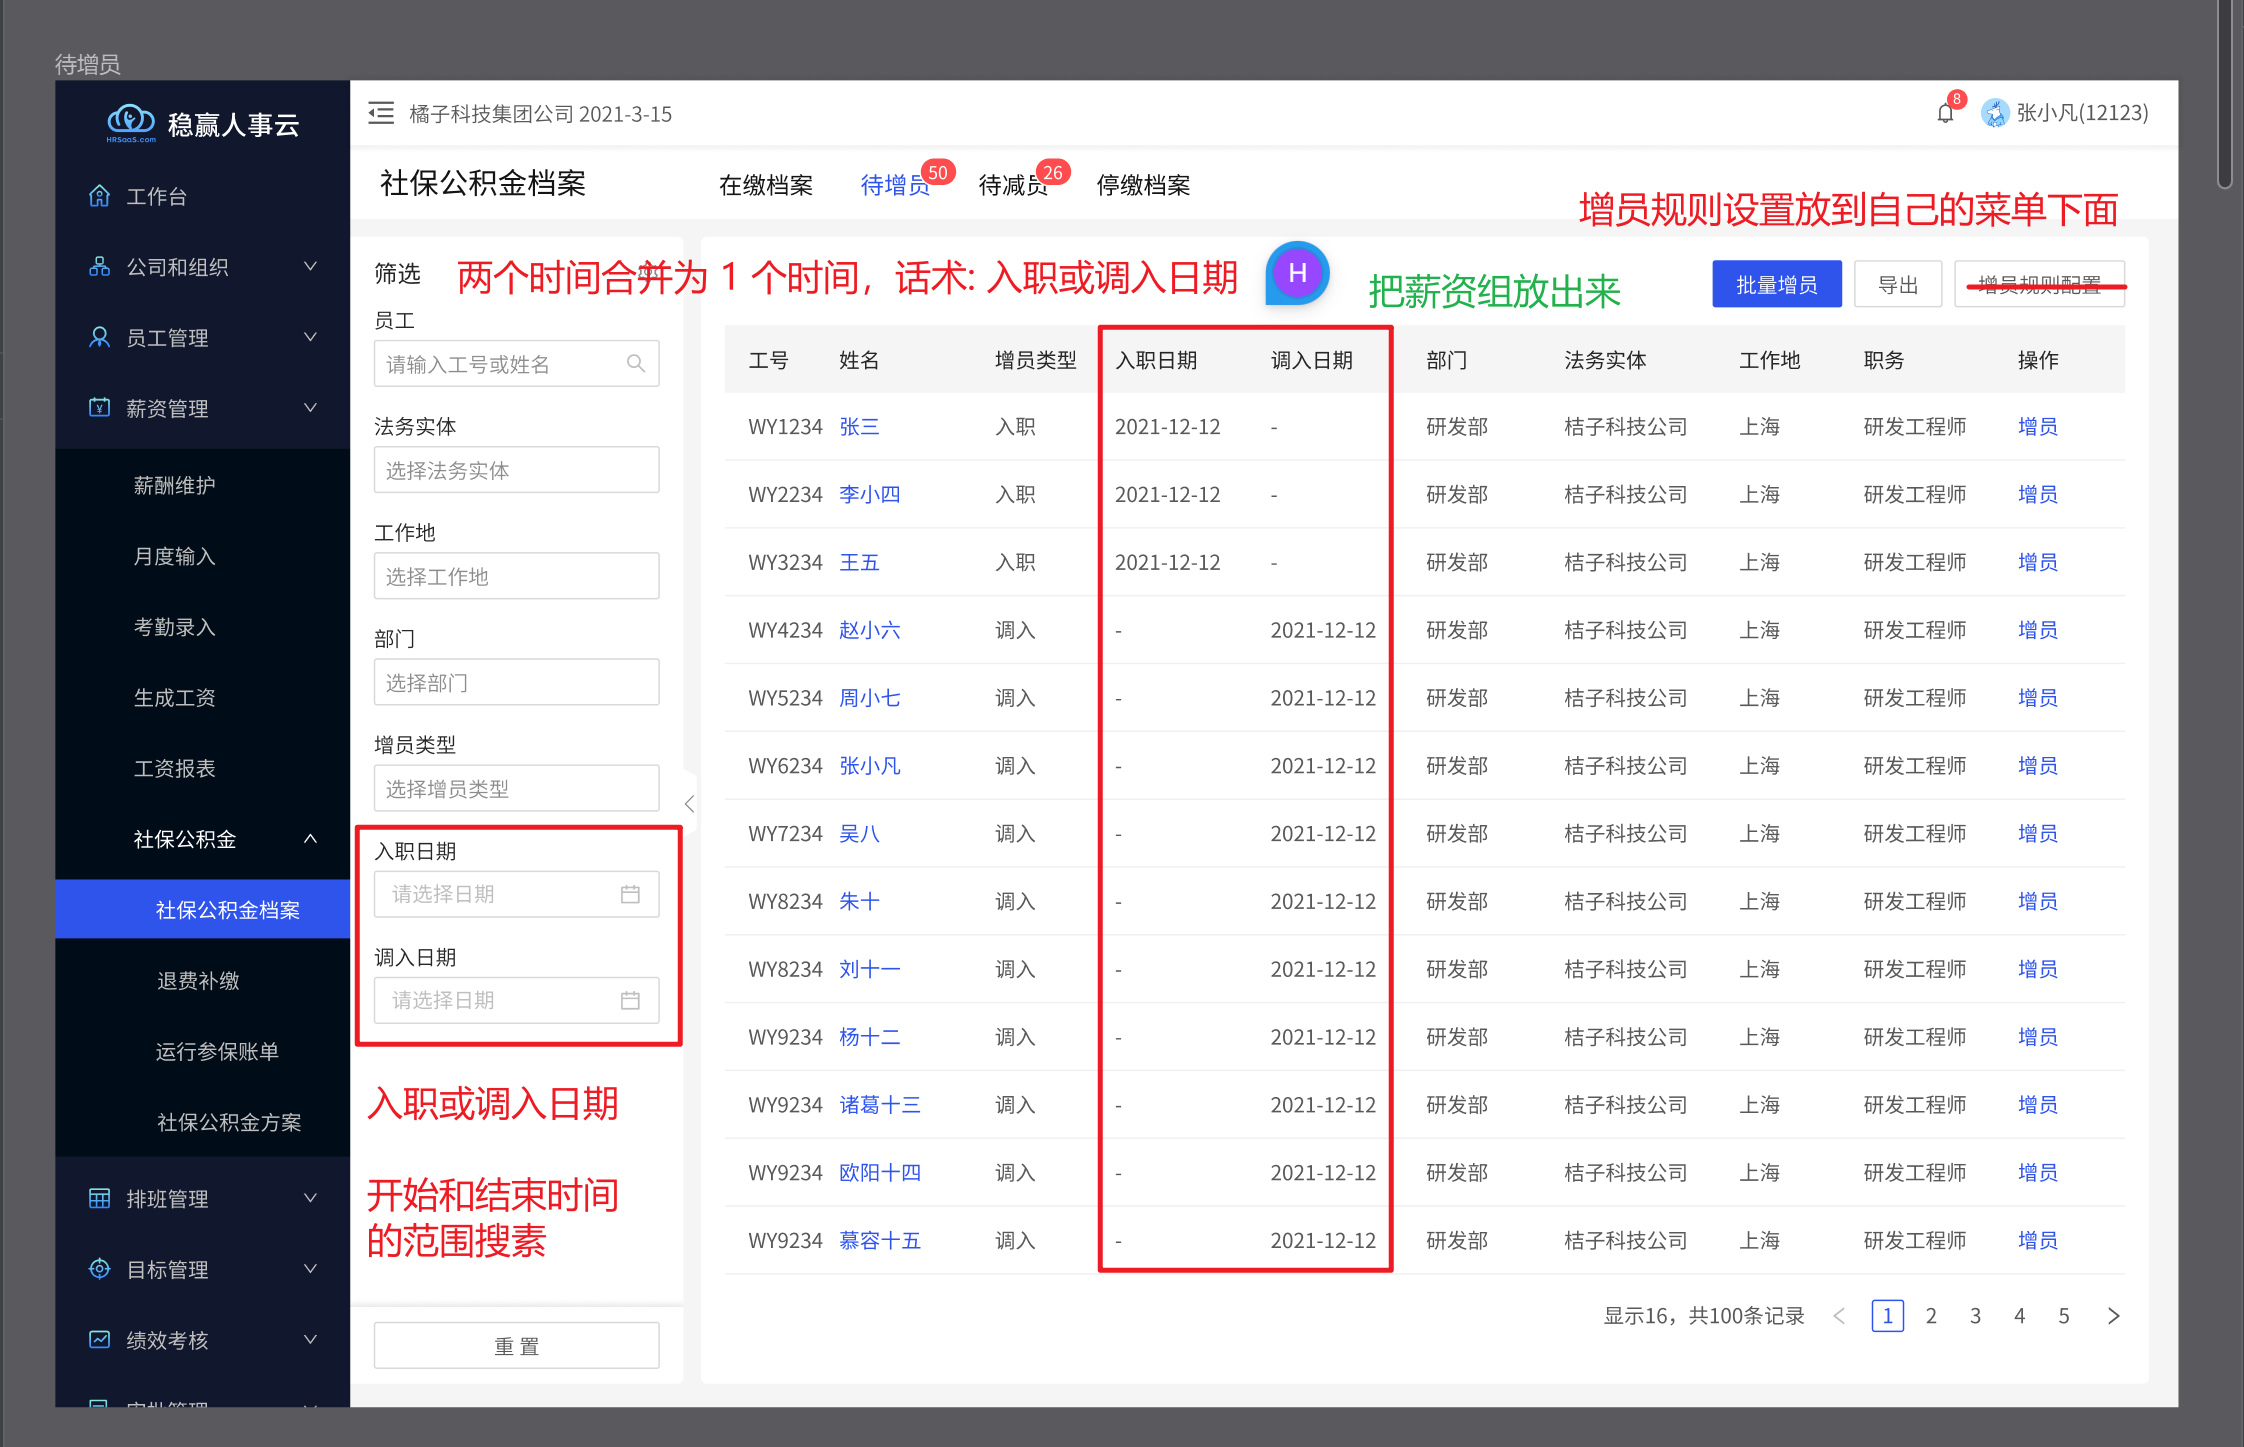 待增员
稳赢人事云
HRSaaS.com
工作台
公司和组织
员工管理
薪资管理
薪酬维护
月度输入
考勤录入
生成工资
工资报表
社保公积金
社保公积金档案
退费补缴
运行参保账单
社保公积金方案
排班管理
目标管理
绩效考核
橘子科技集团公司 2021-3-15
8
张小凡(12123)
社保公积金档案
在缴档案 待增员 50 待减员 26 停缴档案
增员规则设置放到自己的菜单下面
筛选
两个时间合并为 1 个时间，话术: 入职或调入日期
H
把薪资组放出来
批量增员 导出 增员规则配置
员工
请输入工号或姓名
法务实体
选择法务实体
工作地
选择工作地
部门
选择部门
增员类型
选择增员类型
入职日期
请选择日期
调入日期
请选择日期
入职或调入日期
开始和结束时间
的范围搜素
重 置
工号 姓名 增员类型 入职日期 调入日期 部门 法务实体 工作地 职务 操作
WY1234 张三 入职 2021-12-12 - 研发部 桔子科技公司 上海 研发工程师 增员
WY2234 李小四 入职 2021-12-12 - 研发部 桔子科技公司 上海 研发工程师 增员
WY3234 王五 入职 2021-12-12 - 研发部 桔子科技公司 上海 研发工程师 增员
WY4234 赵小六 调入 - 2021-12-12 研发部 桔子科技公司 上海 研发工程师 增员
WY5234 周小七 调入 - 2021-12-12 研发部 桔子科技公司 上海 研发工程师 增员
WY6234 张小凡 调入 - 2021-12-12 研发部 桔子科技公司 上海 研发工程师 增员
WY7234 吴八 调入 - 2021-12-12 研发部 桔子科技公司 上海 研发工程师 增员
WY8234 朱十 调入 - 2021-12-12 研发部 桔子科技公司 上海 研发工程师 增员
WY8234 刘十一 调入 - 2021-12-12 研发部 桔子科技公司 上海 研发工程师 增员
WY9234 杨十二 调入 - 2021-12-12 研发部 桔子科技公司 上海 研发工程师 增员
WY9234 诸葛十三 调入 - 2021-12-12 研发部 桔子科技公司 上海 研发工程师 增员
WY9234 欧阳十四 调入 - 2021-12-12 研发部 桔子科技公司 上海 研发工程师 增员
WY9234 慕容十五 调入 - 2021-12-12 研发部 桔子科技公司 上海 研发工程师 增员
显示16，共100条记录 < 1 2 3 4 5 >